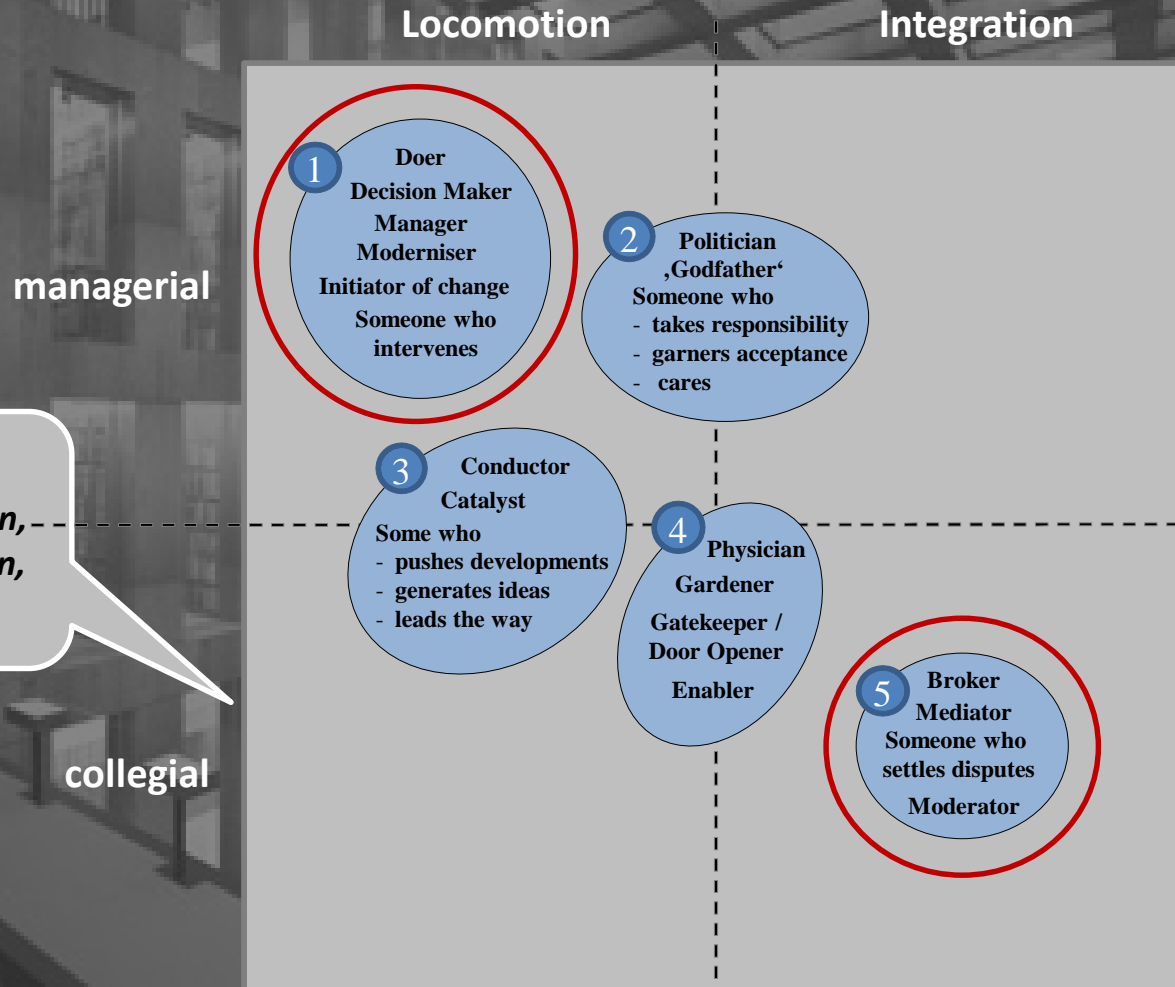 Locomotion
Integration
managerial
collegial
1
Doer
Decision Maker
Manager
Moderniser
Initiator of change
Someone who
intervenes
2
Politician
‚Godfather‘
Someone who
- takes responsibility
- garners acceptance
- cares
3
Conductor
Catalyst
Some who
- pushes developments
- generates ideas
- leads the way
4
Physician
Gardener
Gatekeeper /
Door Opener
Enabler
5
Broker
Mediator
Someone who
settles disputes
Moderator